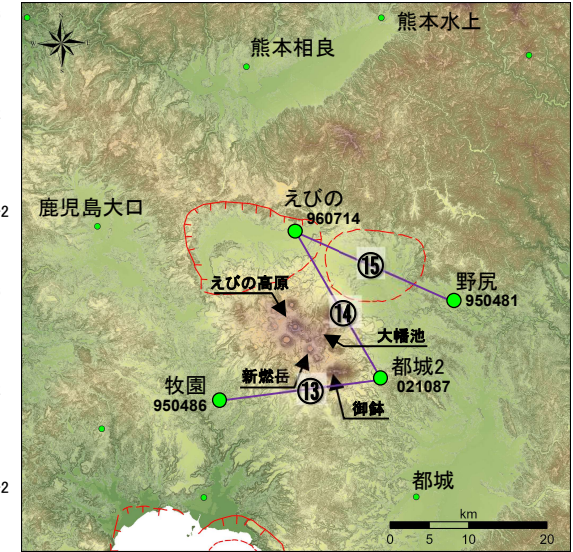 熊本水上
熊本相良
2
鹿児島大口
えびの
960714
⑮
えびの高原
野尻
950481
⑭
大幡池
新燃岳
都城2
021087
牧園
950486
⑬
御鉢
2
都城
km
0 5 10 20